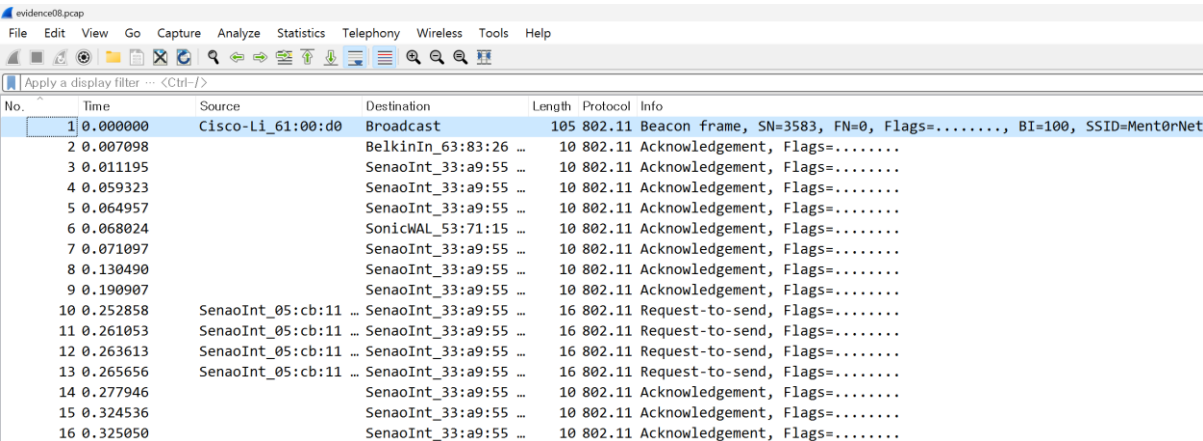 evidence08.pcap
File Edit View Go Capture Analyze Statistics Telephony Wireless Tools Help
Apply a display filter ··· <Ctrl-/>
No. Time Source Destination Length Protocol Info
1 0.000000 Cisco-Li_61:00:d0 Broadcast 105 802.11 Beacon frame, SN=3583, FN=0, Flags=........, BI=100, SSID=Ment0rNet
2 0.007098 BelkinIn_63:83:26 … 10 802.11 Acknowledgement, Flags=........
3 0.011195 SenaoInt_33:a9:55 … 10 802.11 Acknowledgement, Flags=........
4 0.059323 SenaoInt_33:a9:55 … 10 802.11 Acknowledgement, Flags=........
5 0.064957 SenaoInt_33:a9:55 … 10 802.11 Acknowledgement, Flags=........
6 0.068024 SonicWAL_53:71:15 … 10 802.11 Acknowledgement, Flags=........
7 0.071097 SenaoInt_33:a9:55 … 10 802.11 Acknowledgement, Flags=........
8 0.130490 SenaoInt_33:a9:55 … 10 802.11 Acknowledgement, Flags=........
9 0.190907 SenaoInt_33:a9:55 … 10 802.11 Acknowledgement, Flags=........
10 0.252858 SenaoInt_05:cb:11 … SenaoInt_33:a9:55 … 16 802.11 Request-to-send, Flags=........
11 0.261053 SenaoInt_05:cb:11 … SenaoInt_33:a9:55 … 16 802.11 Request-to-send, Flags=........
12 0.263613 SenaoInt_05:cb:11 … SenaoInt_33:a9:55 … 16 802.11 Request-to-send, Flags=........
13 0.265656 SenaoInt_05:cb:11 … SenaoInt_33:a9:55 … 16 802.11 Request-to-send, Flags=........
14 0.277946 SenaoInt_33:a9:55 … 10 802.11 Acknowledgement, Flags=........
15 0.324536 SenaoInt_33:a9:55 … 10 802.11 Acknowledgement, Flags=........
16 0.325050 SenaoInt_33:a9:55 … 10 802.11 Acknowledgement, Flags=........